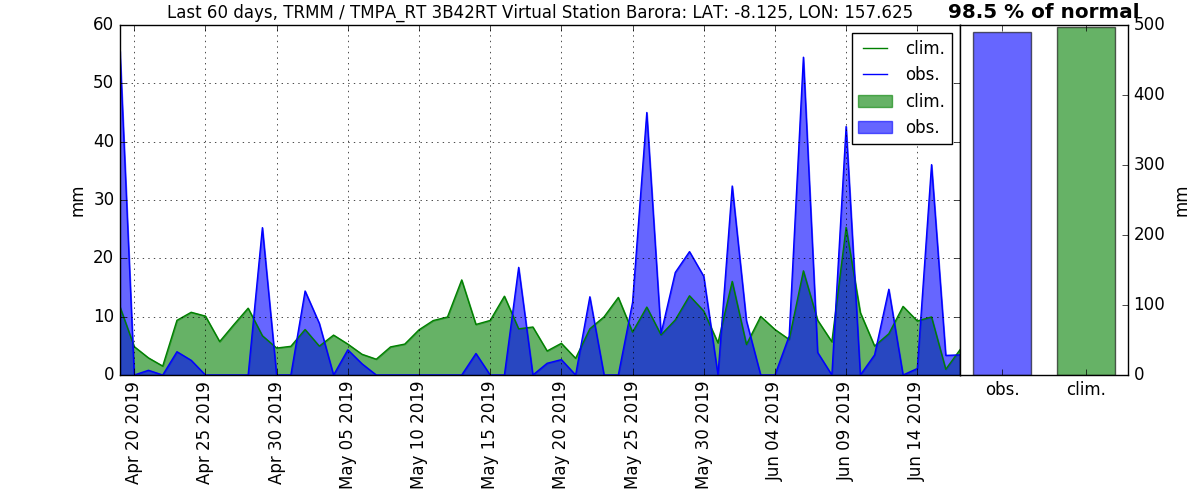 Last 60 days, TRMM / TMPA_RT 3B42RT Virtual Station Barora: LAT: -8.125, LON: 157.625
98.5 % of normal
60
50
40
30
20
10
0
mm
clim.
obs.
clim.
obs.
Apr 20 2019
Apr 25 2019
Apr 30 2019
May 05 2019
May 10 2019
May 15 2019
May 20 2019
May 25 2019
May 30 2019
Jun 04 2019
Jun 09 2019
Jun 14 2019
500
400
300
200
100
0
mm
obs.
clim.